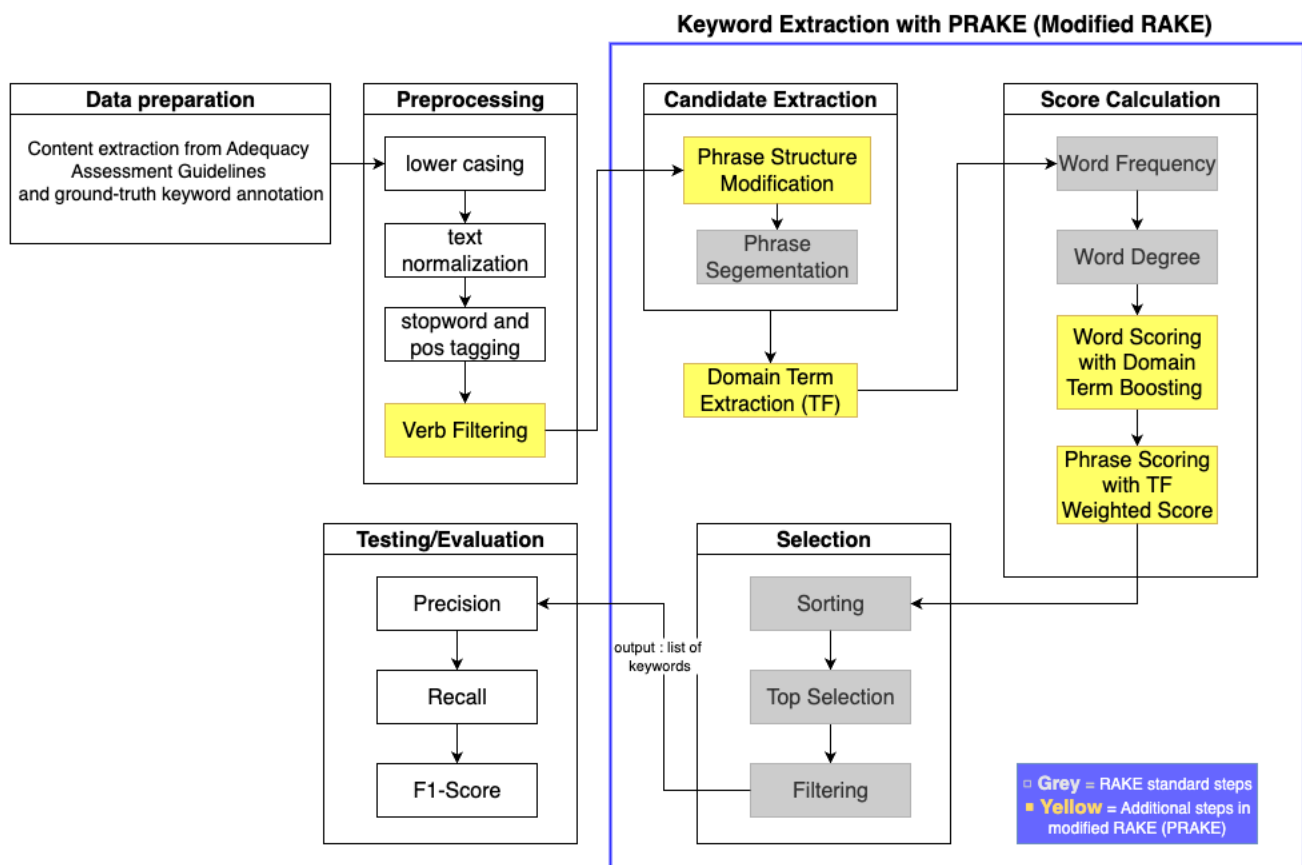 Keyword Extraction with PRAKE (Modified RAKE)
Data preparation
Content extraction from Adequacy
Assessment Guidelines
and ground-truth keyword annotation
Preprocessing
lower casing
text
normalization
stopword and
pos tagging
Verb Filtering
Candidate Extraction
Phrase Structure
Modification
Phrase
Segementation
Domain Term
Extraction (TF)
Score Calculation
Word Frequency
Word Degree
Word Scoring
with Domain
Term Boosting
Phrase Scoring
with TF
Weighted Score
Selection
Sorting
Top Selection
Filtering
output : list of
keywords
Testing/Evaluation
Precision
Recall
F1-Score
Grey = RAKE standard steps
Yellow = Additional steps in
modified RAKE (PRAKE)